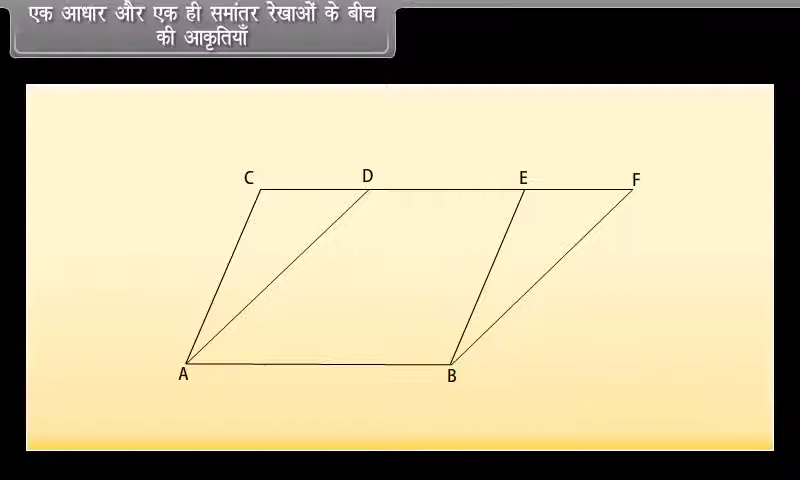 एक आधार और एक ही समांतर रेखाओं के बीच
की आकृतियाँ
C D E F
A B